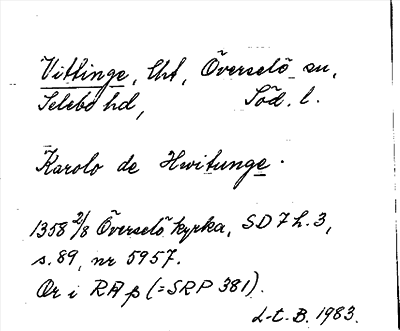 Vittinge, lht, Överselö sn,
Selebo hd, Söd. l.
Karolo de Hwitunge.
1358 2/8 Överselö kyrka, SD 7 h. 3,
s. 89, nr 5957.
Or i RA p (= SRP 381).
L-t. B. 1983.